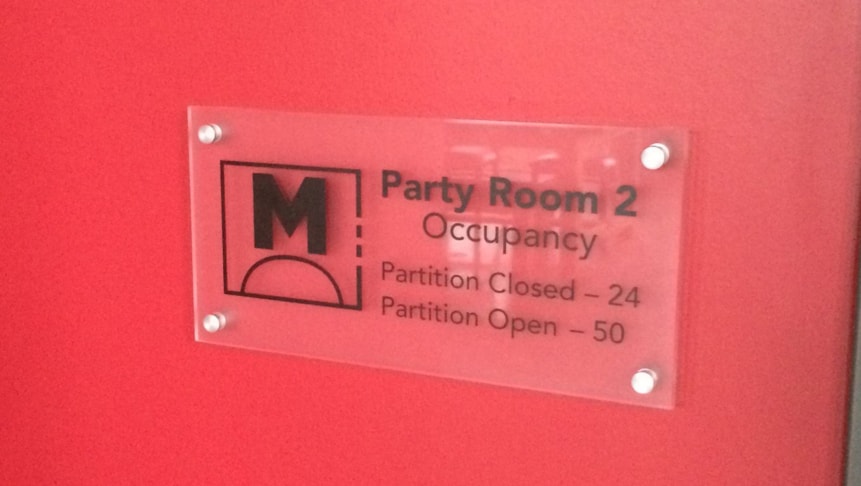 M
Party Room 2
Occupancy
Partition Closed – 24
Partition Open – 50